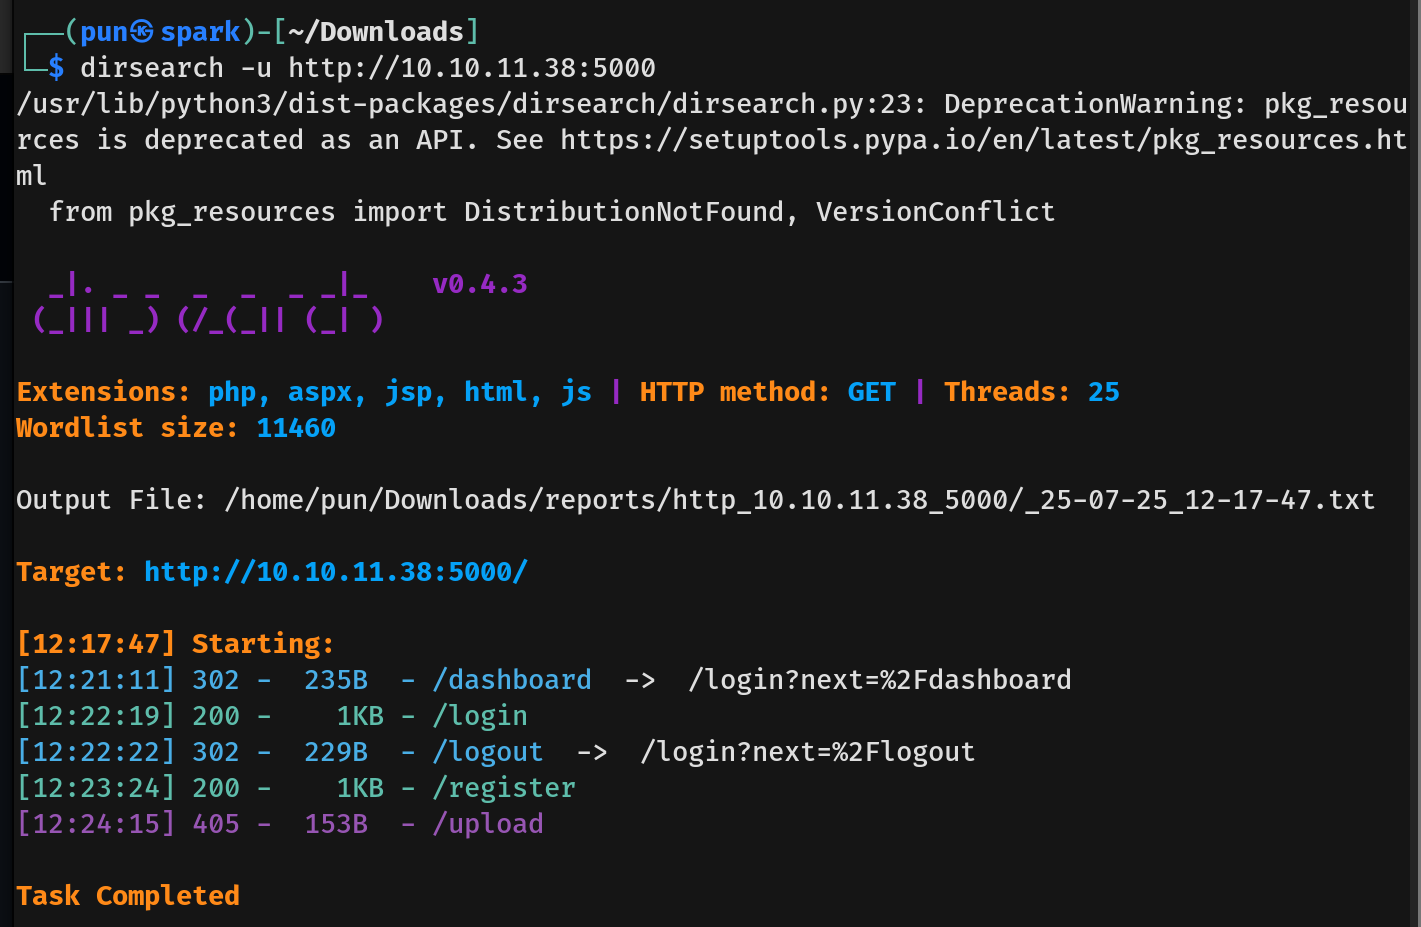 ┌──(pun㉿spark)-[~/Downloads]
└─$ dirsearch -u http://10.10.11.38:5000
/usr/lib/python3/dist-packages/dirsearch/dirsearch.py:23: DeprecationWarning: pkg_resou
rces is deprecated as an API. See https://setuptools.pypa.io/en/latest/pkg_resources.ht
ml
  from pkg_resources import DistributionNotFound, VersionConflict

  _|. _ _  _  _  _ _|_    v0.4.3
 (_||| _) (/_(_|| (_| )

Extensions: php, aspx, jsp, html, js | HTTP method: GET | Threads: 25
Wordlist size: 11460

Output File: /home/pun/Downloads/reports/http_10.10.11.38_5000/_25-07-25_12-17-47.txt

Target: http://10.10.11.38:5000/

[12:17:47] Starting:
[12:21:11] 302 -  235B  - /dashboard  ->  /login?next=%2Fdashboard
[12:22:19] 200 -    1KB - /login
[12:22:22] 302 -  229B  - /logout  ->  /login?next=%2Flogout
[12:23:24] 200 -    1KB - /register
[12:24:15] 405 -  153B  - /upload

Task Completed